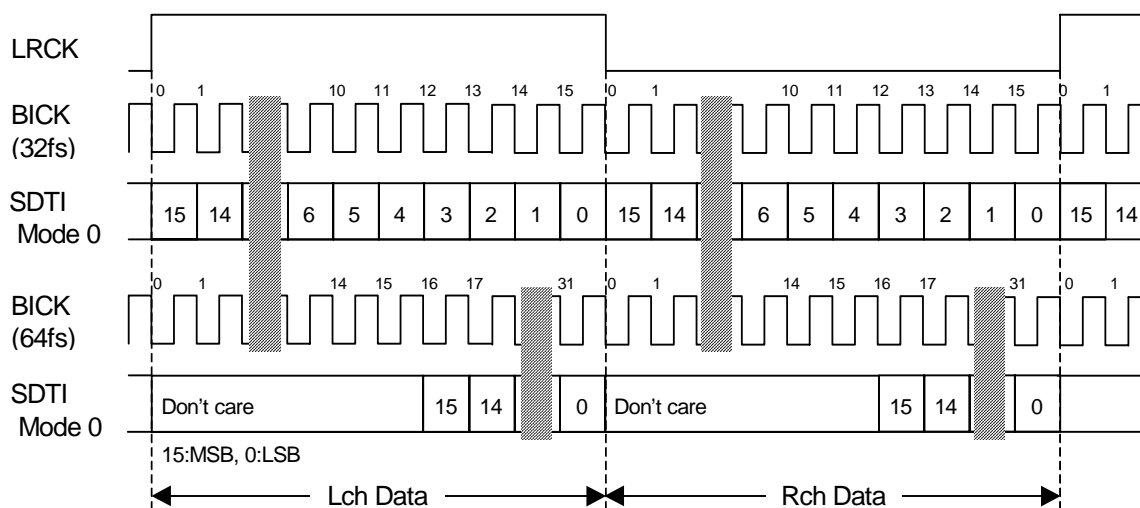 LRCK
0 1 10 11 12 13 14 15 0 1 10 11 12 13 14 15 0 1
BICK
(32fs)
SDTI
Mode 0
15 14 6 5 4 3 2 1 0 15 14 6 5 4 3 2 1 0 15 14
0 1 14 15 16 17 31 0 1 14 15 16 17 31 0 1
BICK
(64fs)
SDTI
Mode 0
Don't care 15 14 0 Don't care 15 14 0
15:MSB, 0:LSB
Lch Data Rch Data